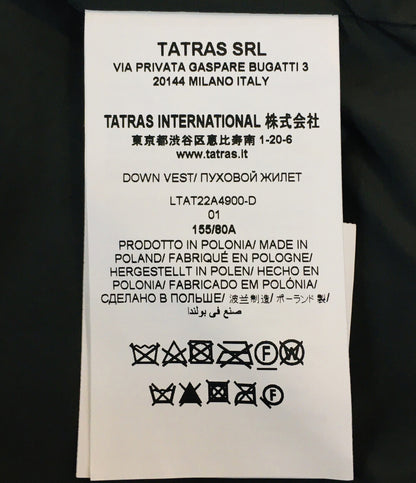 TATRAS SRL
VIA PRIVATA GASPARE BUGATTI 3
20144 MILANO ITALY
TATRAS INTERNATIONAL 株式会社
東京都渋谷区恵比寿南 1-20-6
www.tatras.it
DOWN VEST/ ПУХОВОЙ ЖИЛЕТ
LTAT22A4900-D
01
155/80A
PRODOTTO IN POLONIA/ MADE IN
POLAND/ FABRIQUÉ EN POLOGNE/
HERGESTELLT IN POLEN/ HECHO EN
POLONIA/ FABRICADO EM POLÓNIA/
СДЕЛАНО В ПОЛЬШЕ/ 波兰制造/ ポーランド製/
صنع في بولندا
F W
F